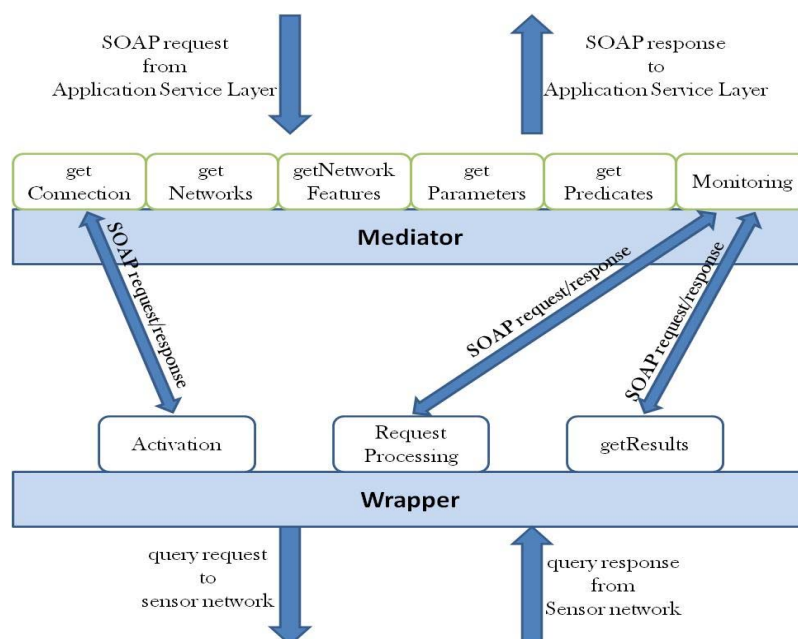 SOAP request
from
Application Service Layer
SOAP response
to
Application Service Layer
get
Connection
get
Networks
getNetwork
Features
get
Parameters
get
Predicates
Monitoring
Mediator
SOAP request/response
SOAP request/response
SOAP request/response
Activation
Request
Processing
getResults
Wrapper
query request
to
sensor network
query response
from
Sensor network